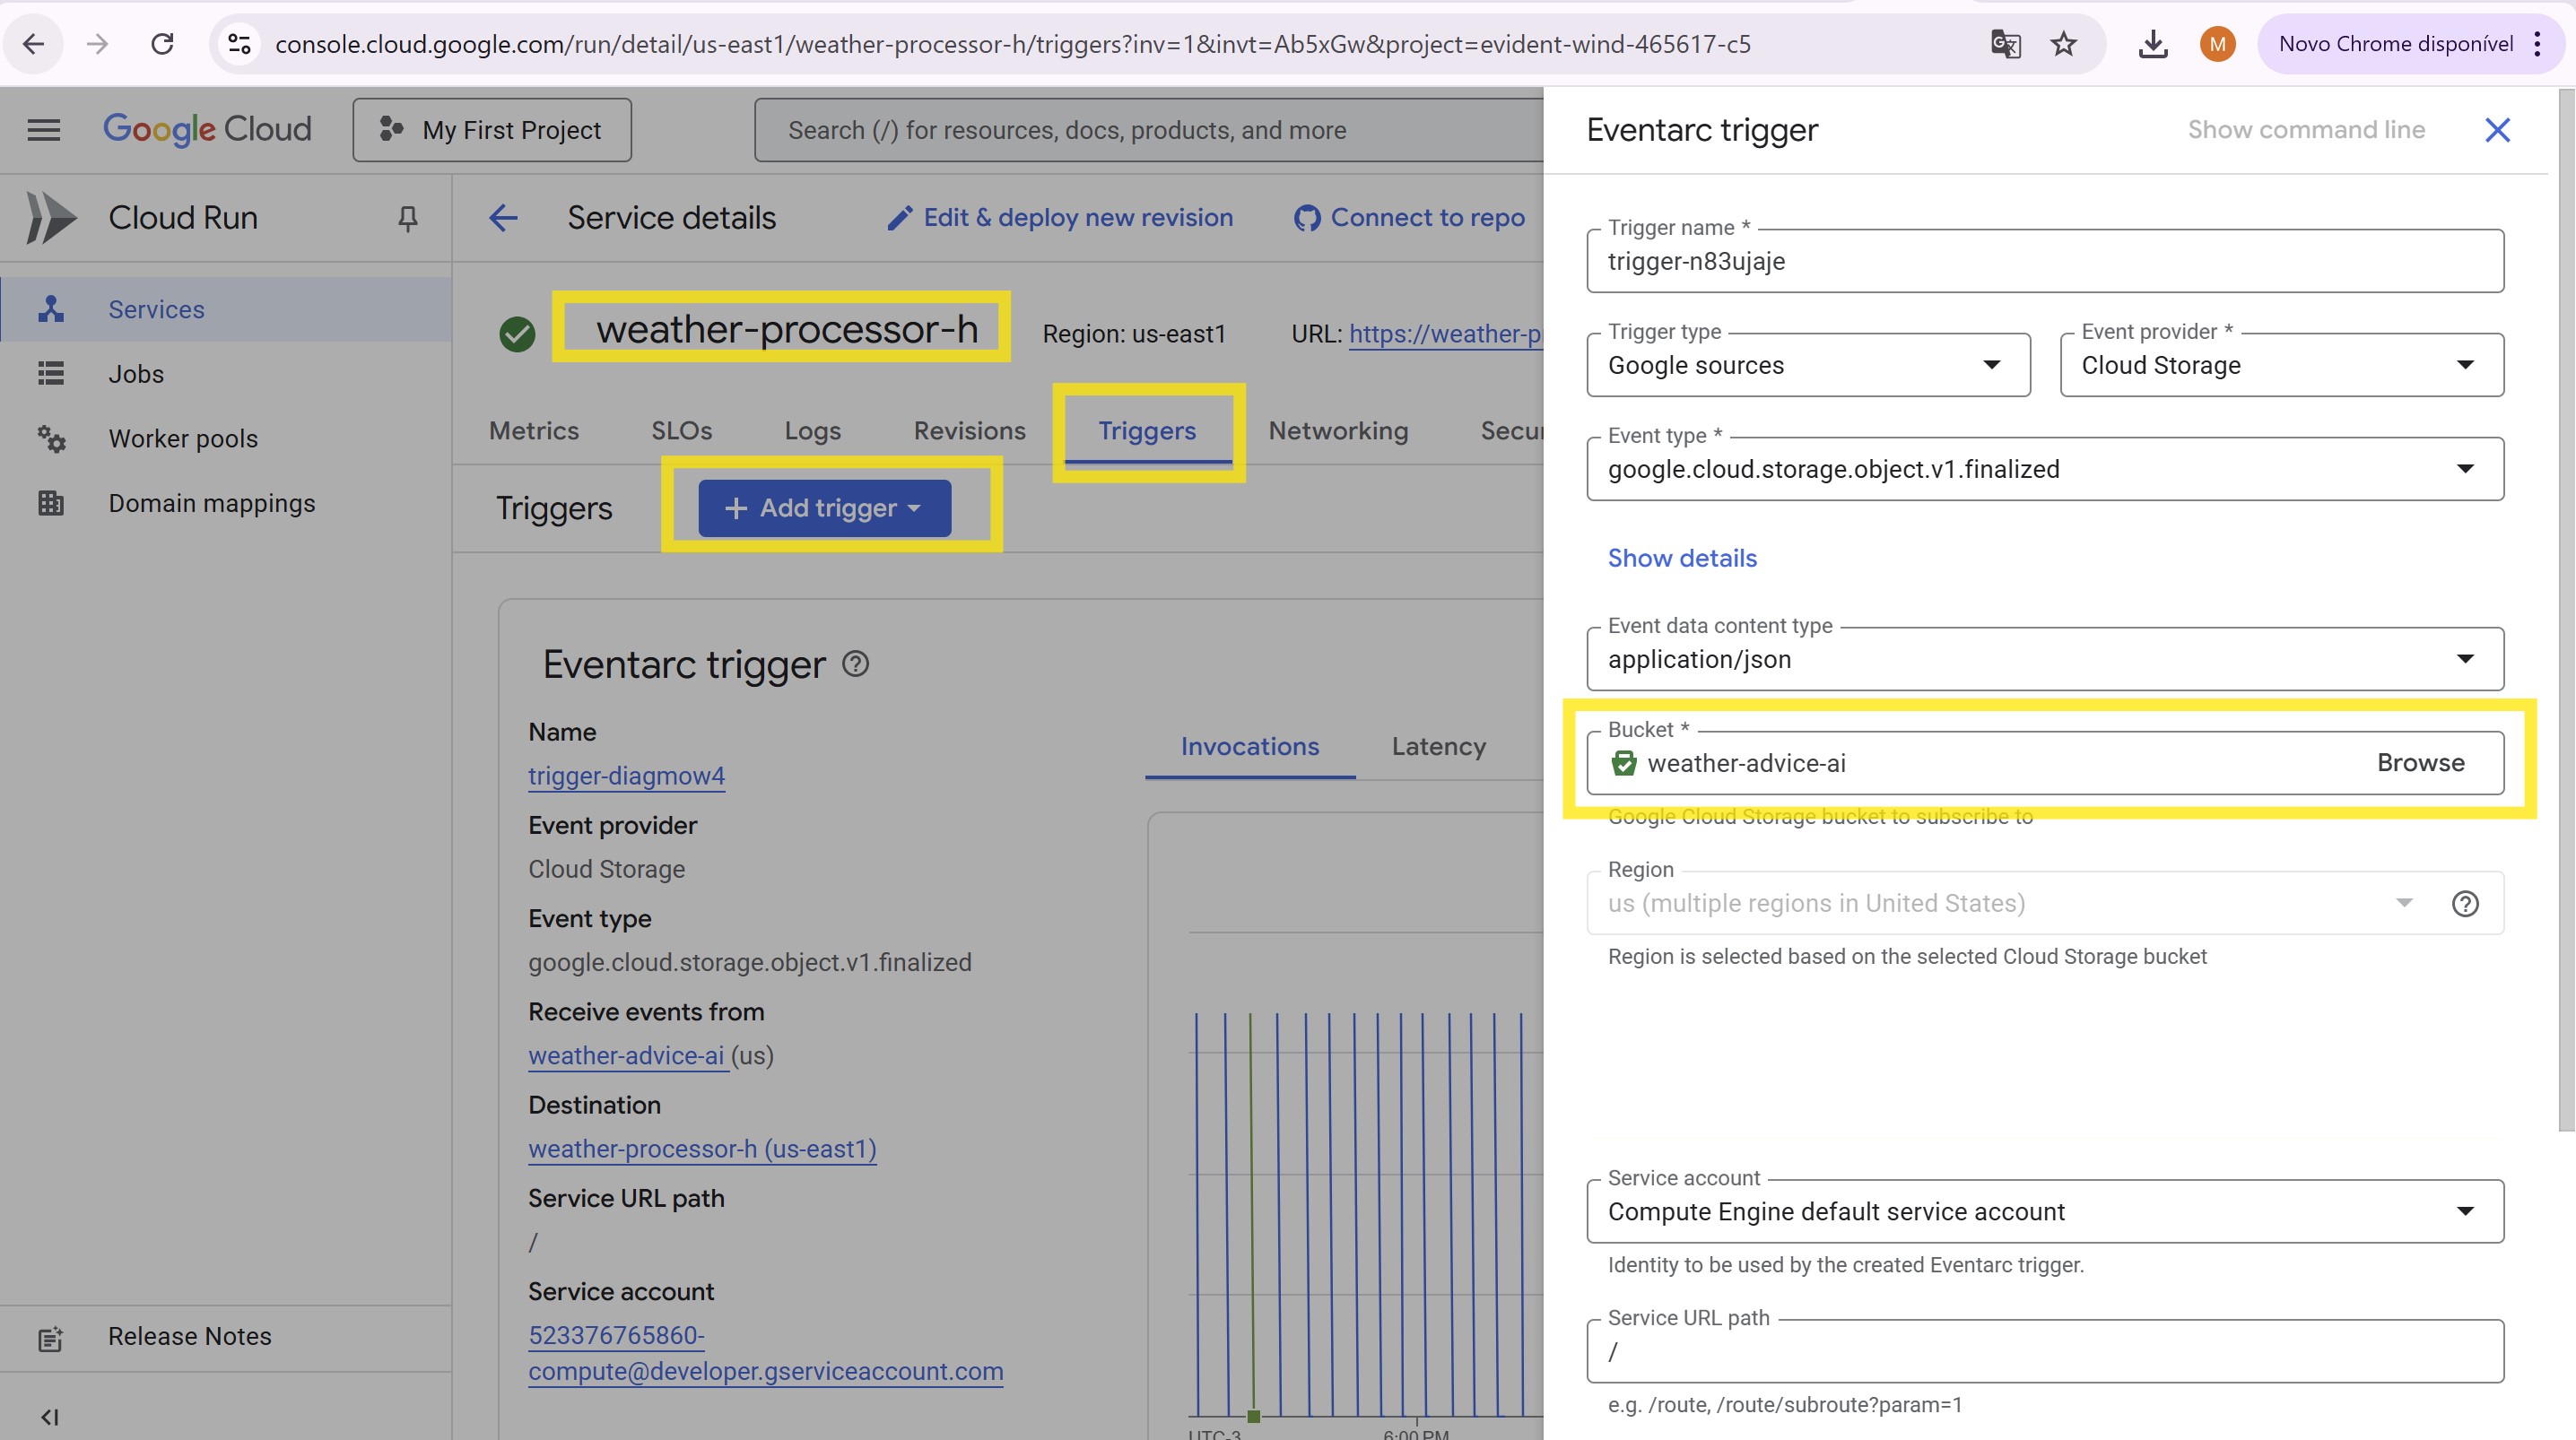 console.cloud.google.com/run/detail/us-east1/weather-processor-h/triggers?inv=1&invt=Ab5xGw&project=evident-wind-465617-c5
M
Novo Chrome disponível
Google Cloud
My First Project
Search (/) for resources, docs, products, and more
Cloud Run
Services
Jobs
Worker pools
Domain mappings
Release Notes
Service details
Edit & deploy new revision
Connect to repo
weather-processor-h
Region: us-east1
URL: https://weather-p
Metrics
SLOs
Logs
Revisions
Triggers
Networking
Secur
Triggers
+ Add trigger
Eventarc trigger
Name
trigger-diagmow4
Event provider
Cloud Storage
Event type
google.cloud.storage.object.v1.finalized
Receive events from
weather-advice-ai (us)
Destination
weather-processor-h (us-east1)
Service URL path
/
Service account
523376765860-
compute@developer.gserviceaccount.com
Invocations
Latency
UTC-3
6:00 PM
Eventarc trigger
Show command line
Trigger name *
trigger-n83ujaje
Trigger type
Google sources
Event provider *
Cloud Storage
Event type *
google.cloud.storage.object.v1.finalized
Show details
Event data content type
application/json
Bucket *
weather-advice-ai
Browse
Google Cloud Storage bucket to subscribe to
Region
us (multiple regions in United States)
Region is selected based on the selected Cloud Storage bucket
Service account
Compute Engine default service account
Identity to be used by the created Eventarc trigger.
Service URL path
/
e.g. /route, /route/subroute?param=1